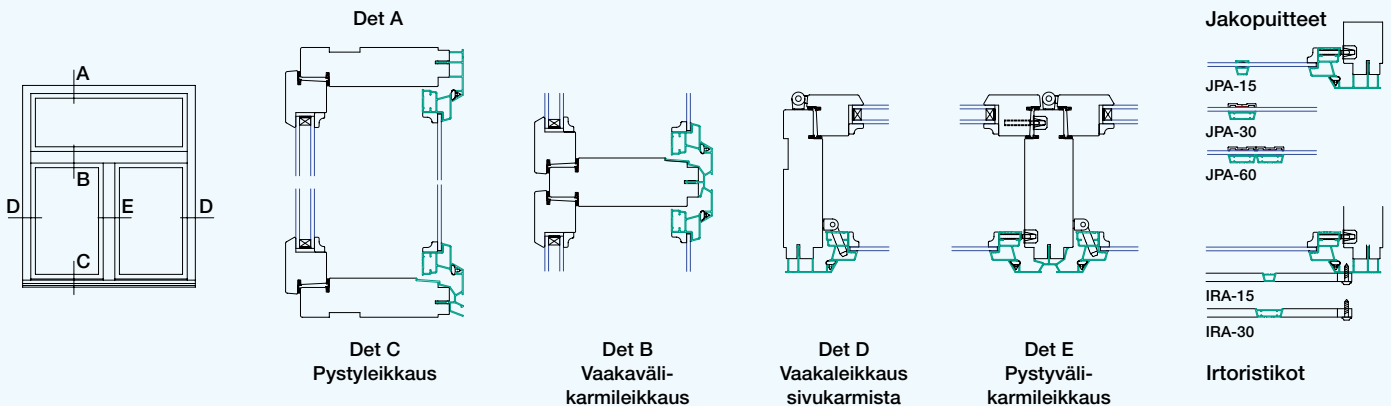 A
B
D
E
D
C
Det A
Det C
Pystyleikkaus
Det B
Vaakaväli-
karmileikkaus
Det D
Vaakaleikkaus
sivukarmista
Det E
Pystyväli-
karmileikkaus
Jakopuitteet
JPA-15
JPA-30
JPA-60
IRA-15
IRA-30
Irtoristikot